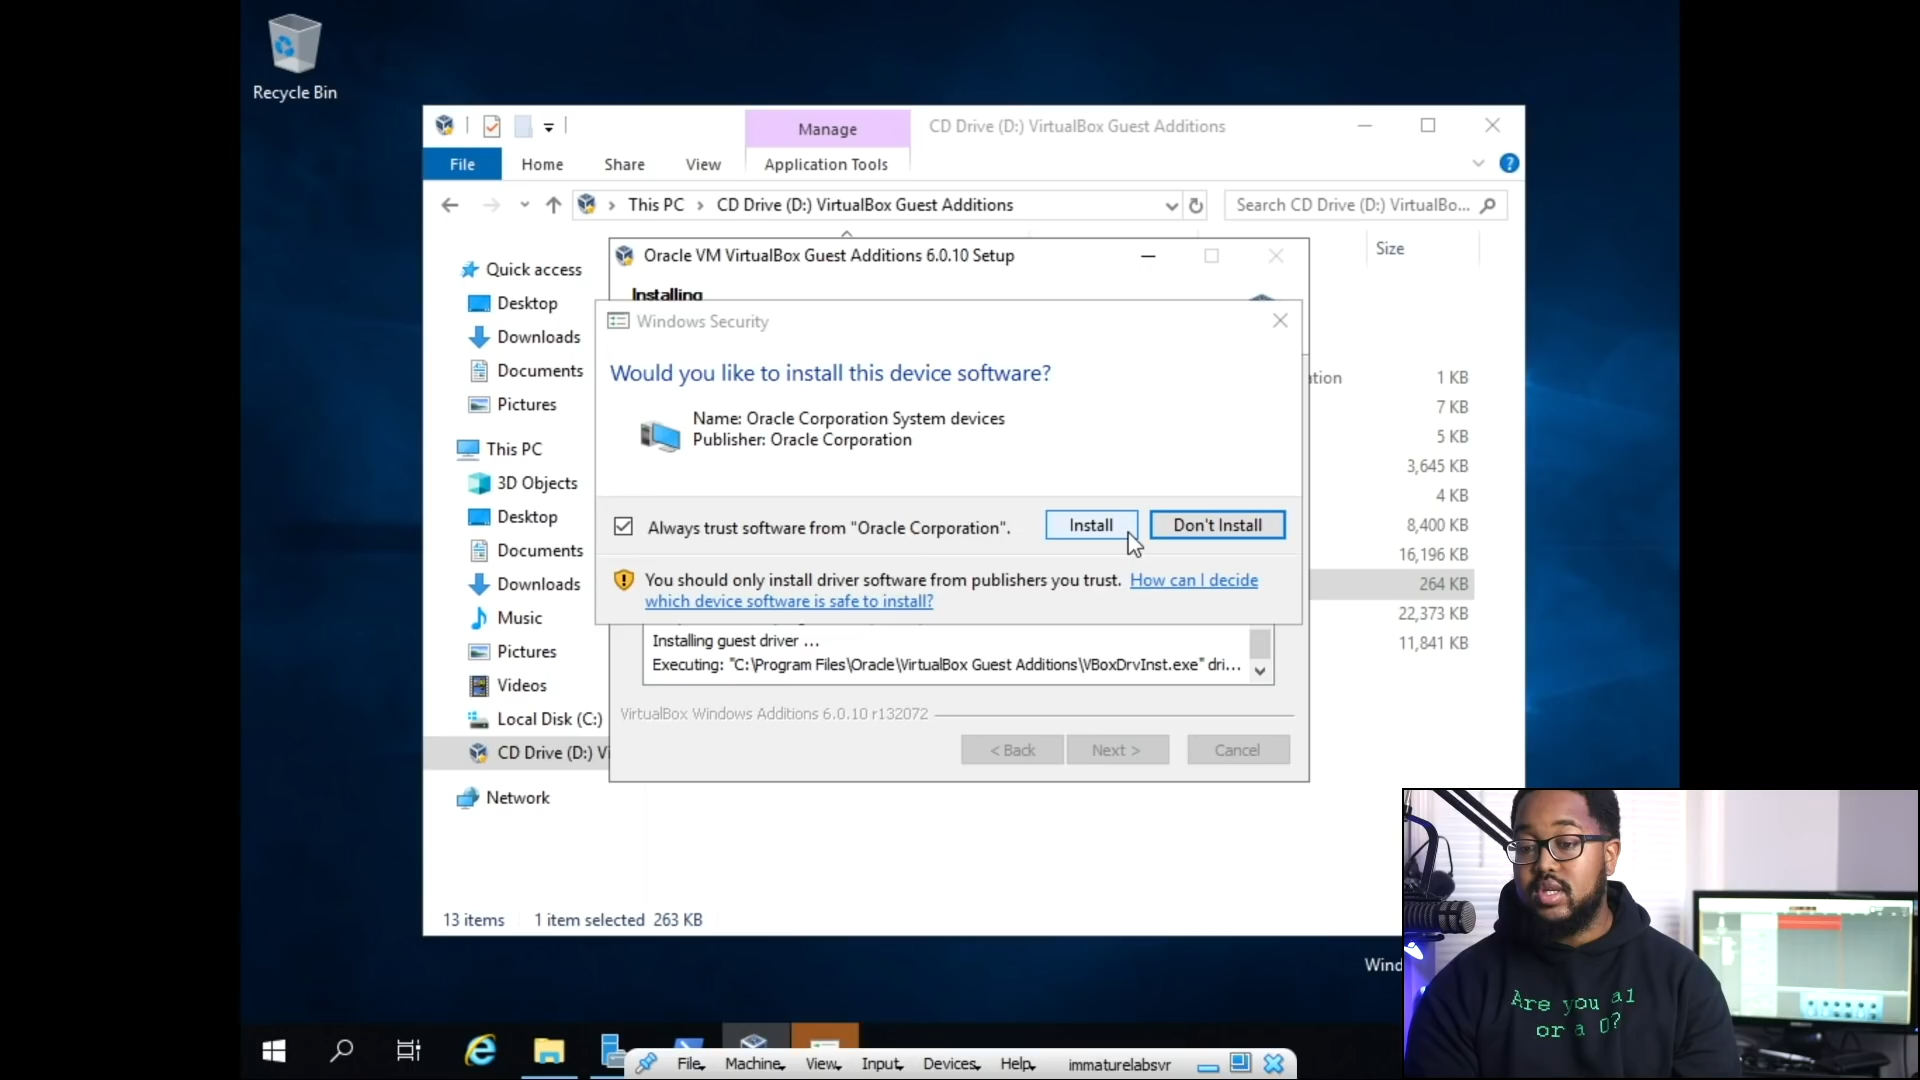 Recycle Bin
Manage
CD Drive (D:) VirtualBox Guest Additions
File
Home
Share
View
Application Tools
This PC
CD Drive (D:) VirtualBox Guest Additions
Search CD Drive (D:) VirtualBo...
Size
Quick access
Desktop
Downloads
Documents
Pictures
This PC
3D Objects
Desktop
Documents
Downloads
Music
Pictures
Videos
Local Disk (C:)
CD Drive (D:) Vi
Network
Oracle VM VirtualBox Guest Additions 6.0.10 Setup
Installing
Windows Security
Would you like to install this device software?
Name: Oracle Corporation System devices
Publisher: Oracle Corporation
Always trust software from "Oracle Corporation".
Install
Don't Install
You should only install driver software from publishers you trust. How can I decide
which device software is safe to install?
Installing guest driver ...
Executing: "C:\Program Files\Oracle\VirtualBox Guest Additions\VBoxDrvInst.exe" dri...
VirtualBox Windows Additions 6.0.10 r132072
< Back
Next >
Cancel
ation
1 KB
7 KB
5 KB
3,645 KB
4 KB
8,400 KB
16,196 KB
264 KB
22,373 KB
11,841 KB
13 items
1 item selected 263 KB
Wind
File
Machine
View
Input
Devices
Help
immaturelabsvr
Are you a 1
or a 0?